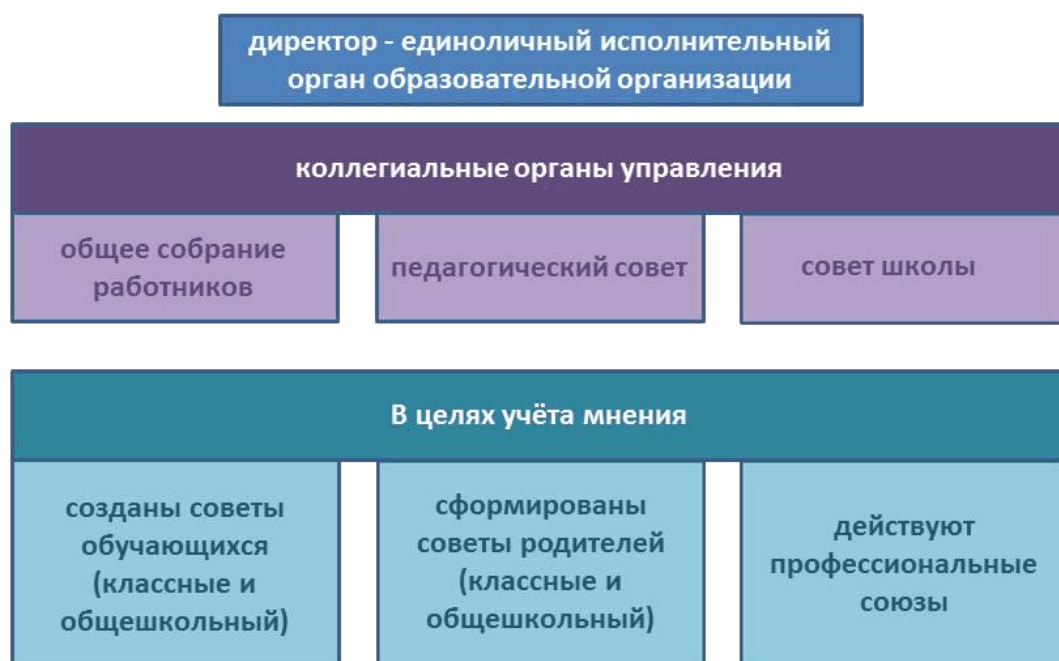 директор - единоличный исполнительный
орган образовательной организации
коллегиальные органы управления
общее собрание
работников
педагогический совет
совет школы
В целях учёта мнения
созданы советы
обучающихся
(классные и
общешкольный)
сформированы
советы родителей
(классные и
общешкольный)
действуют
профессиональные
союзы